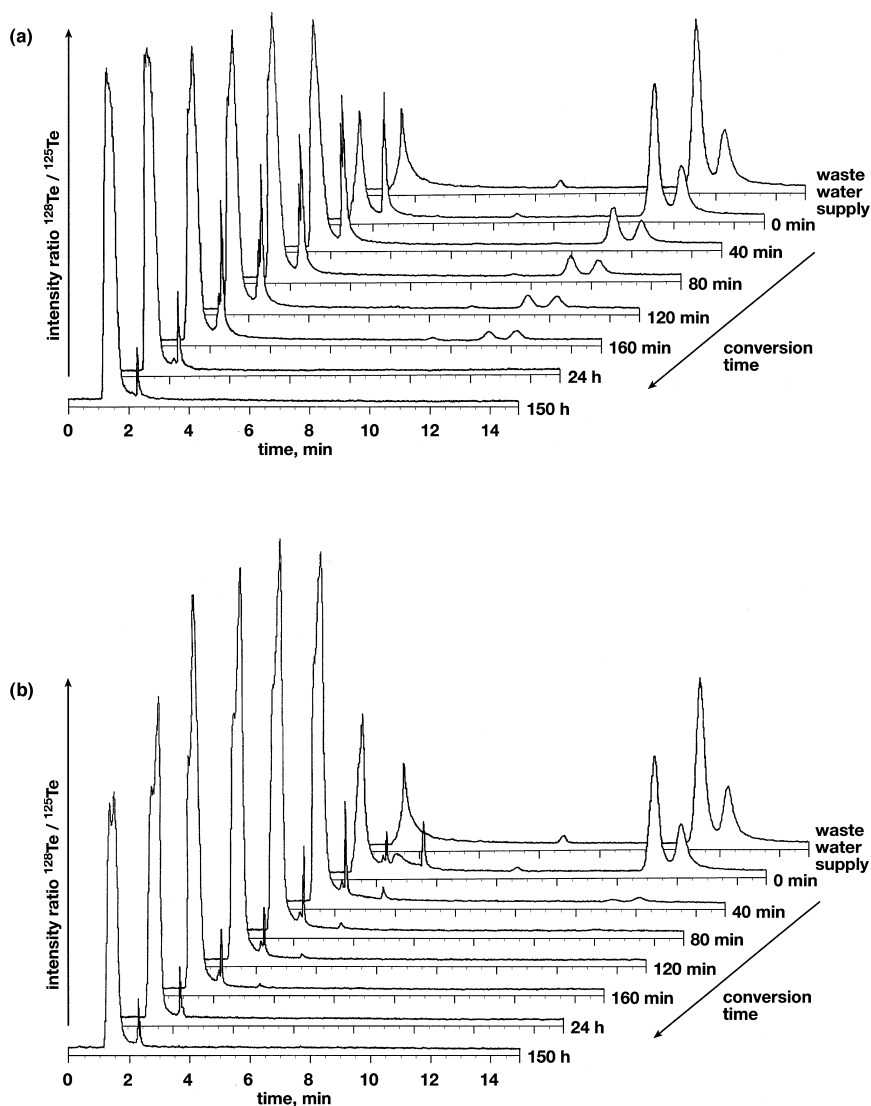 (a)
intensity ratio ¹²⁸Te / ¹²⁵Te
waste
water
supply
0 min
40 min
80 min
120 min
160 min
24 h
150 h
conversion
time
0 2 4 6 8 10 12 14
time, min
(b)
intensity ratio ¹²⁸Te / ¹²⁵Te
waste
water
supply
0 min
40 min
80 min
120 min
160 min
24 h
150 h
conversion
time
0 2 4 6 8 10 12 14
time, min